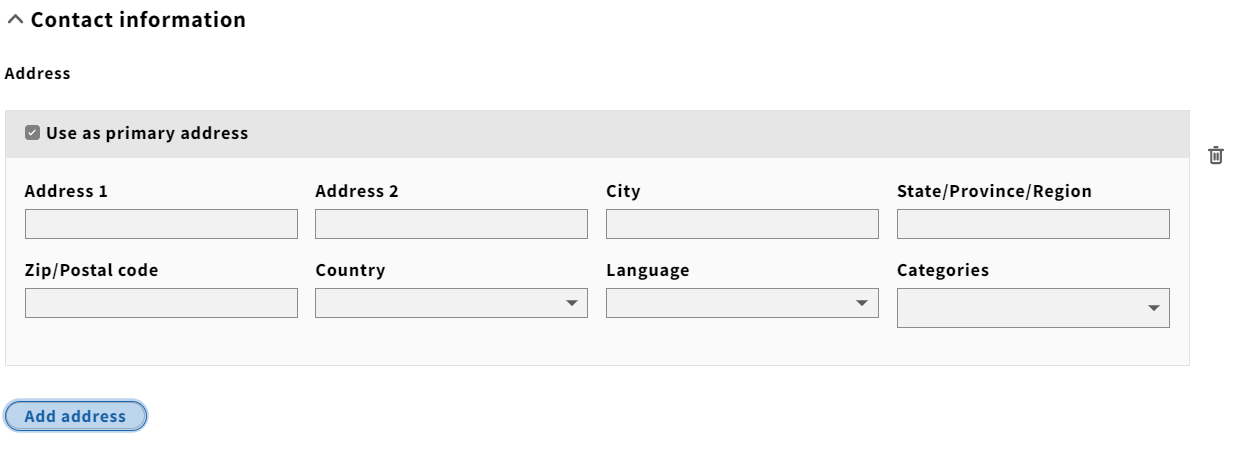 Contact information
Address
Use as primary address
Address 1 Address 2 City State/Province/Region
Zip/Postal code Country Language Categories
Add address